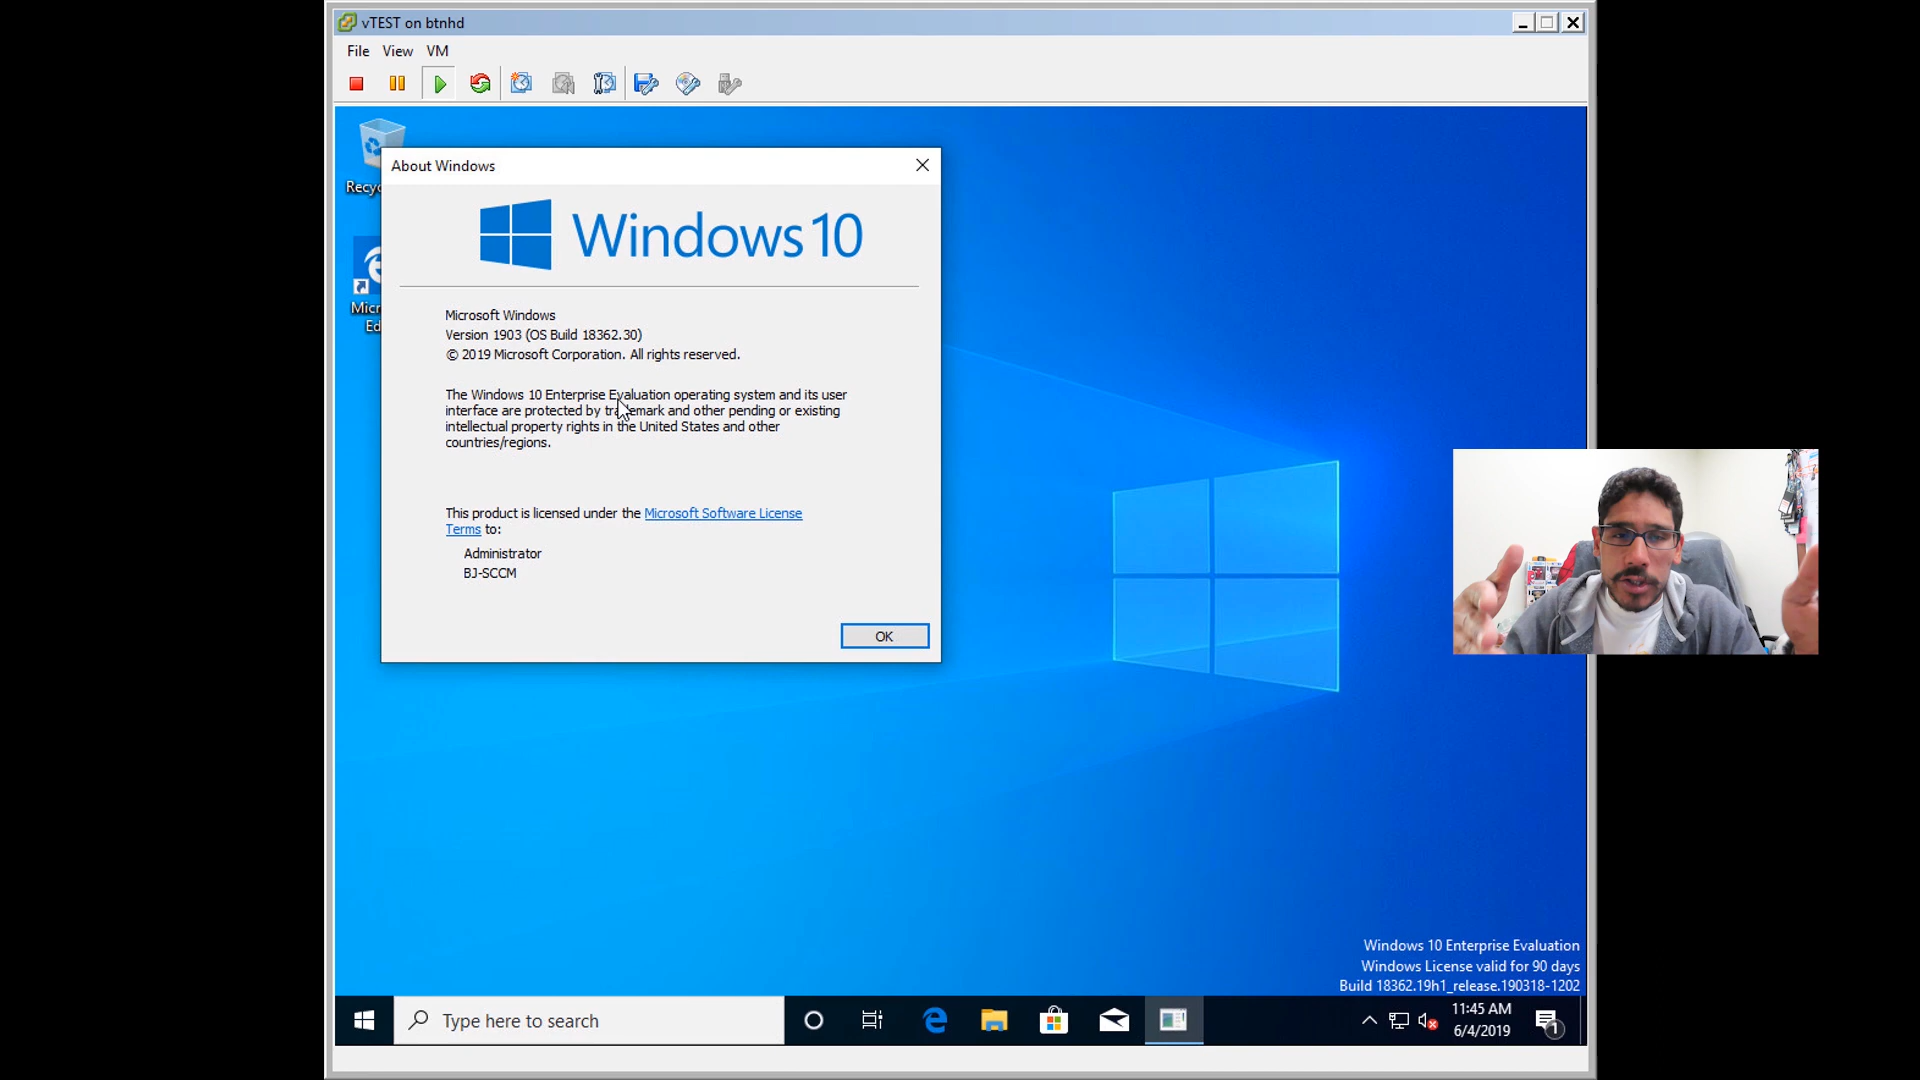 vTEST on btnhd
File View VM
Recyc
Micr
Ed
About Windows
Windows 10
Microsoft Windows
Version 1903 (OS Build 18362.30)
© 2019 Microsoft Corporation. All rights reserved.
The Windows 10 Enterprise Evaluation operating system and its user
interface are protected by trademark and other pending or existing
intellectual property rights in the United States and other
countries/regions.
This product is licensed under the Microsoft Software License
Terms to:
Administrator
BJ-SCCM
OK
Windows 10 Enterprise Evaluation
Windows License valid for 90 days
Build 18362.19h1_release.190318-1202
Type here to search
11:45 AM
6/4/2019
1